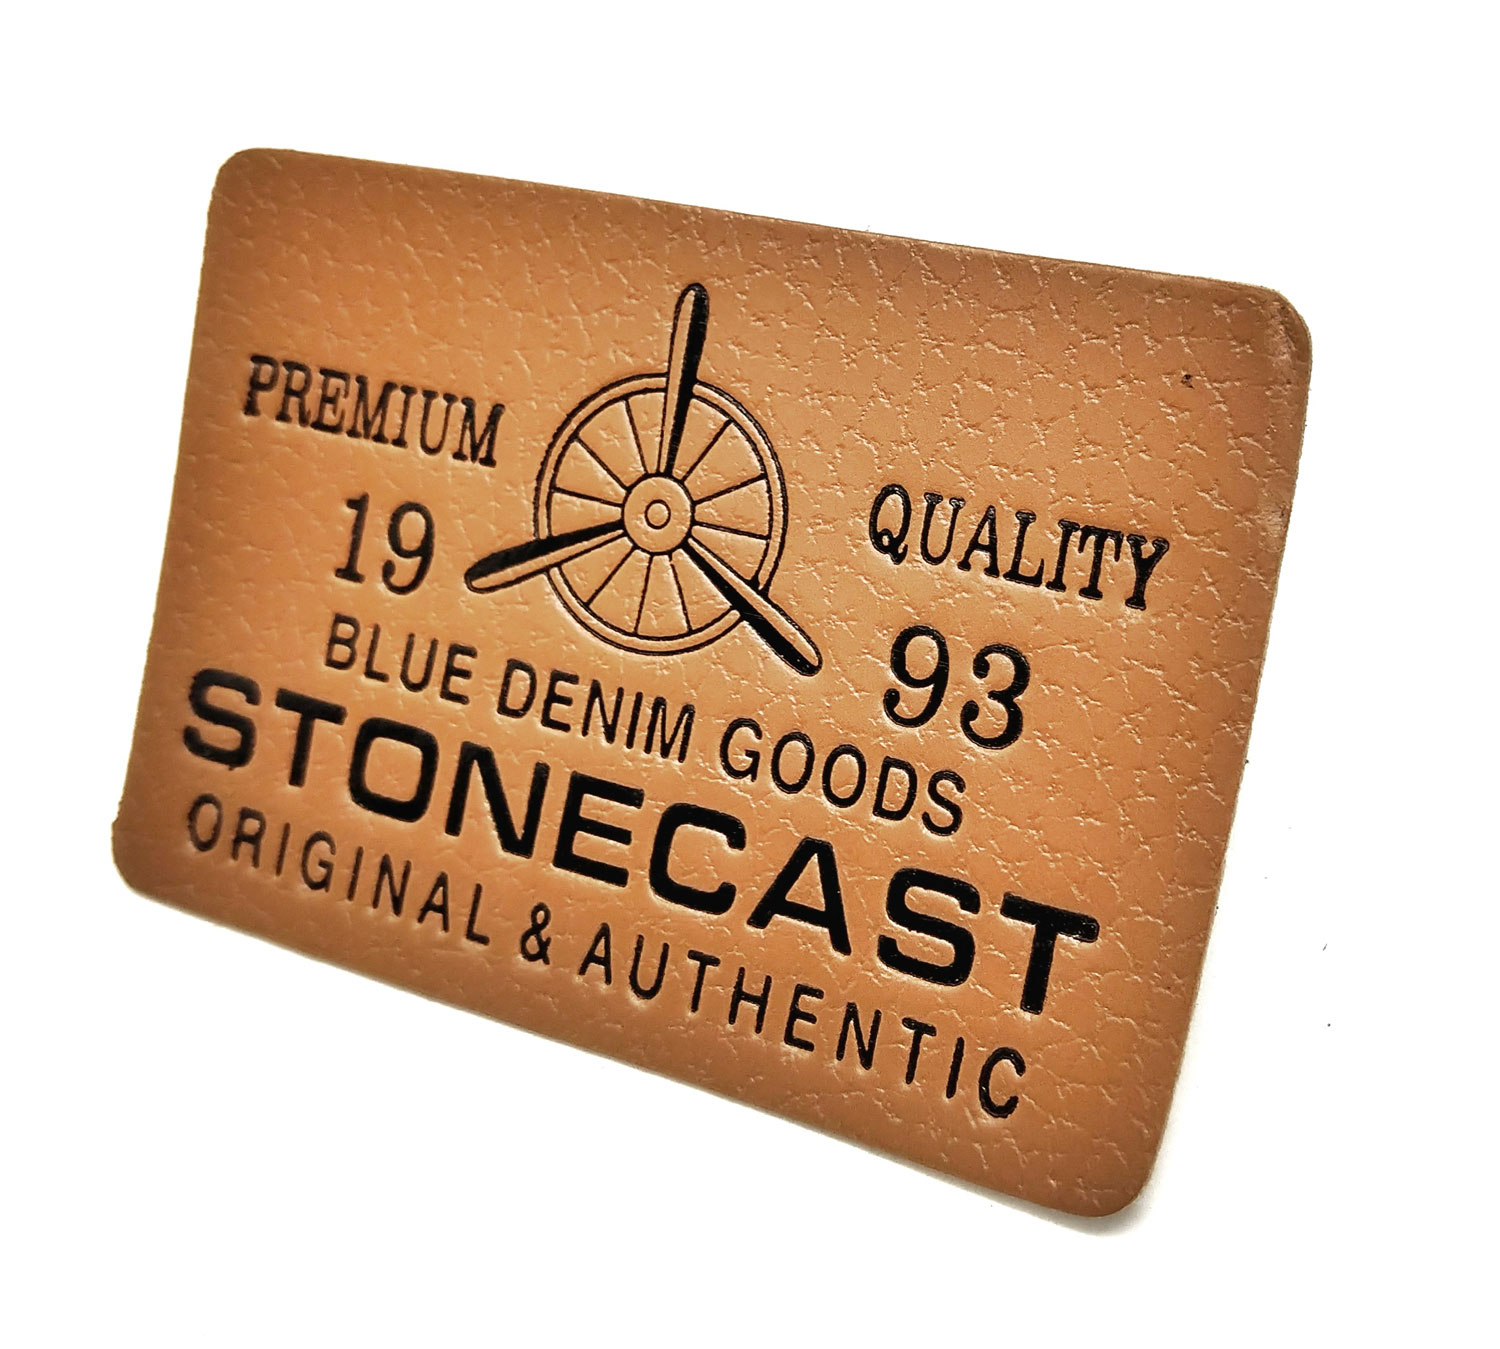 PREMIUM QUALITY
19 93
BLUE DENIM GOODS
STONECAST
ORIGINAL & AUTHENTIC